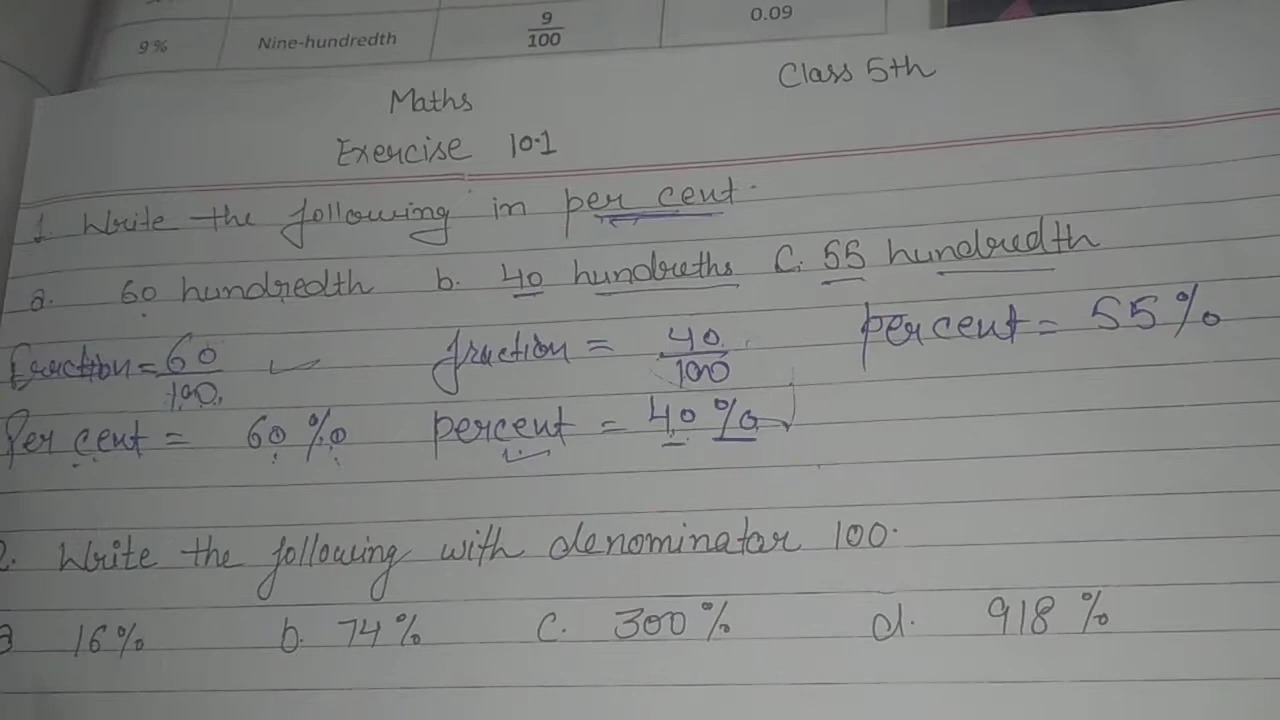 9% Nine-hundredth 9/100 0.09
Class 5th
Maths
Exercise 10.1
1. Write the following in per cent.
a. 60 hundredth b. 40 hundreths c. 55 hundredth
fraction = 60/100 fraction = 40/100 percent = 55%
Per cent = 60% percent = 40%
2. Write the following with denominator 100.
a 16% b. 74% c. 300% d. 918%